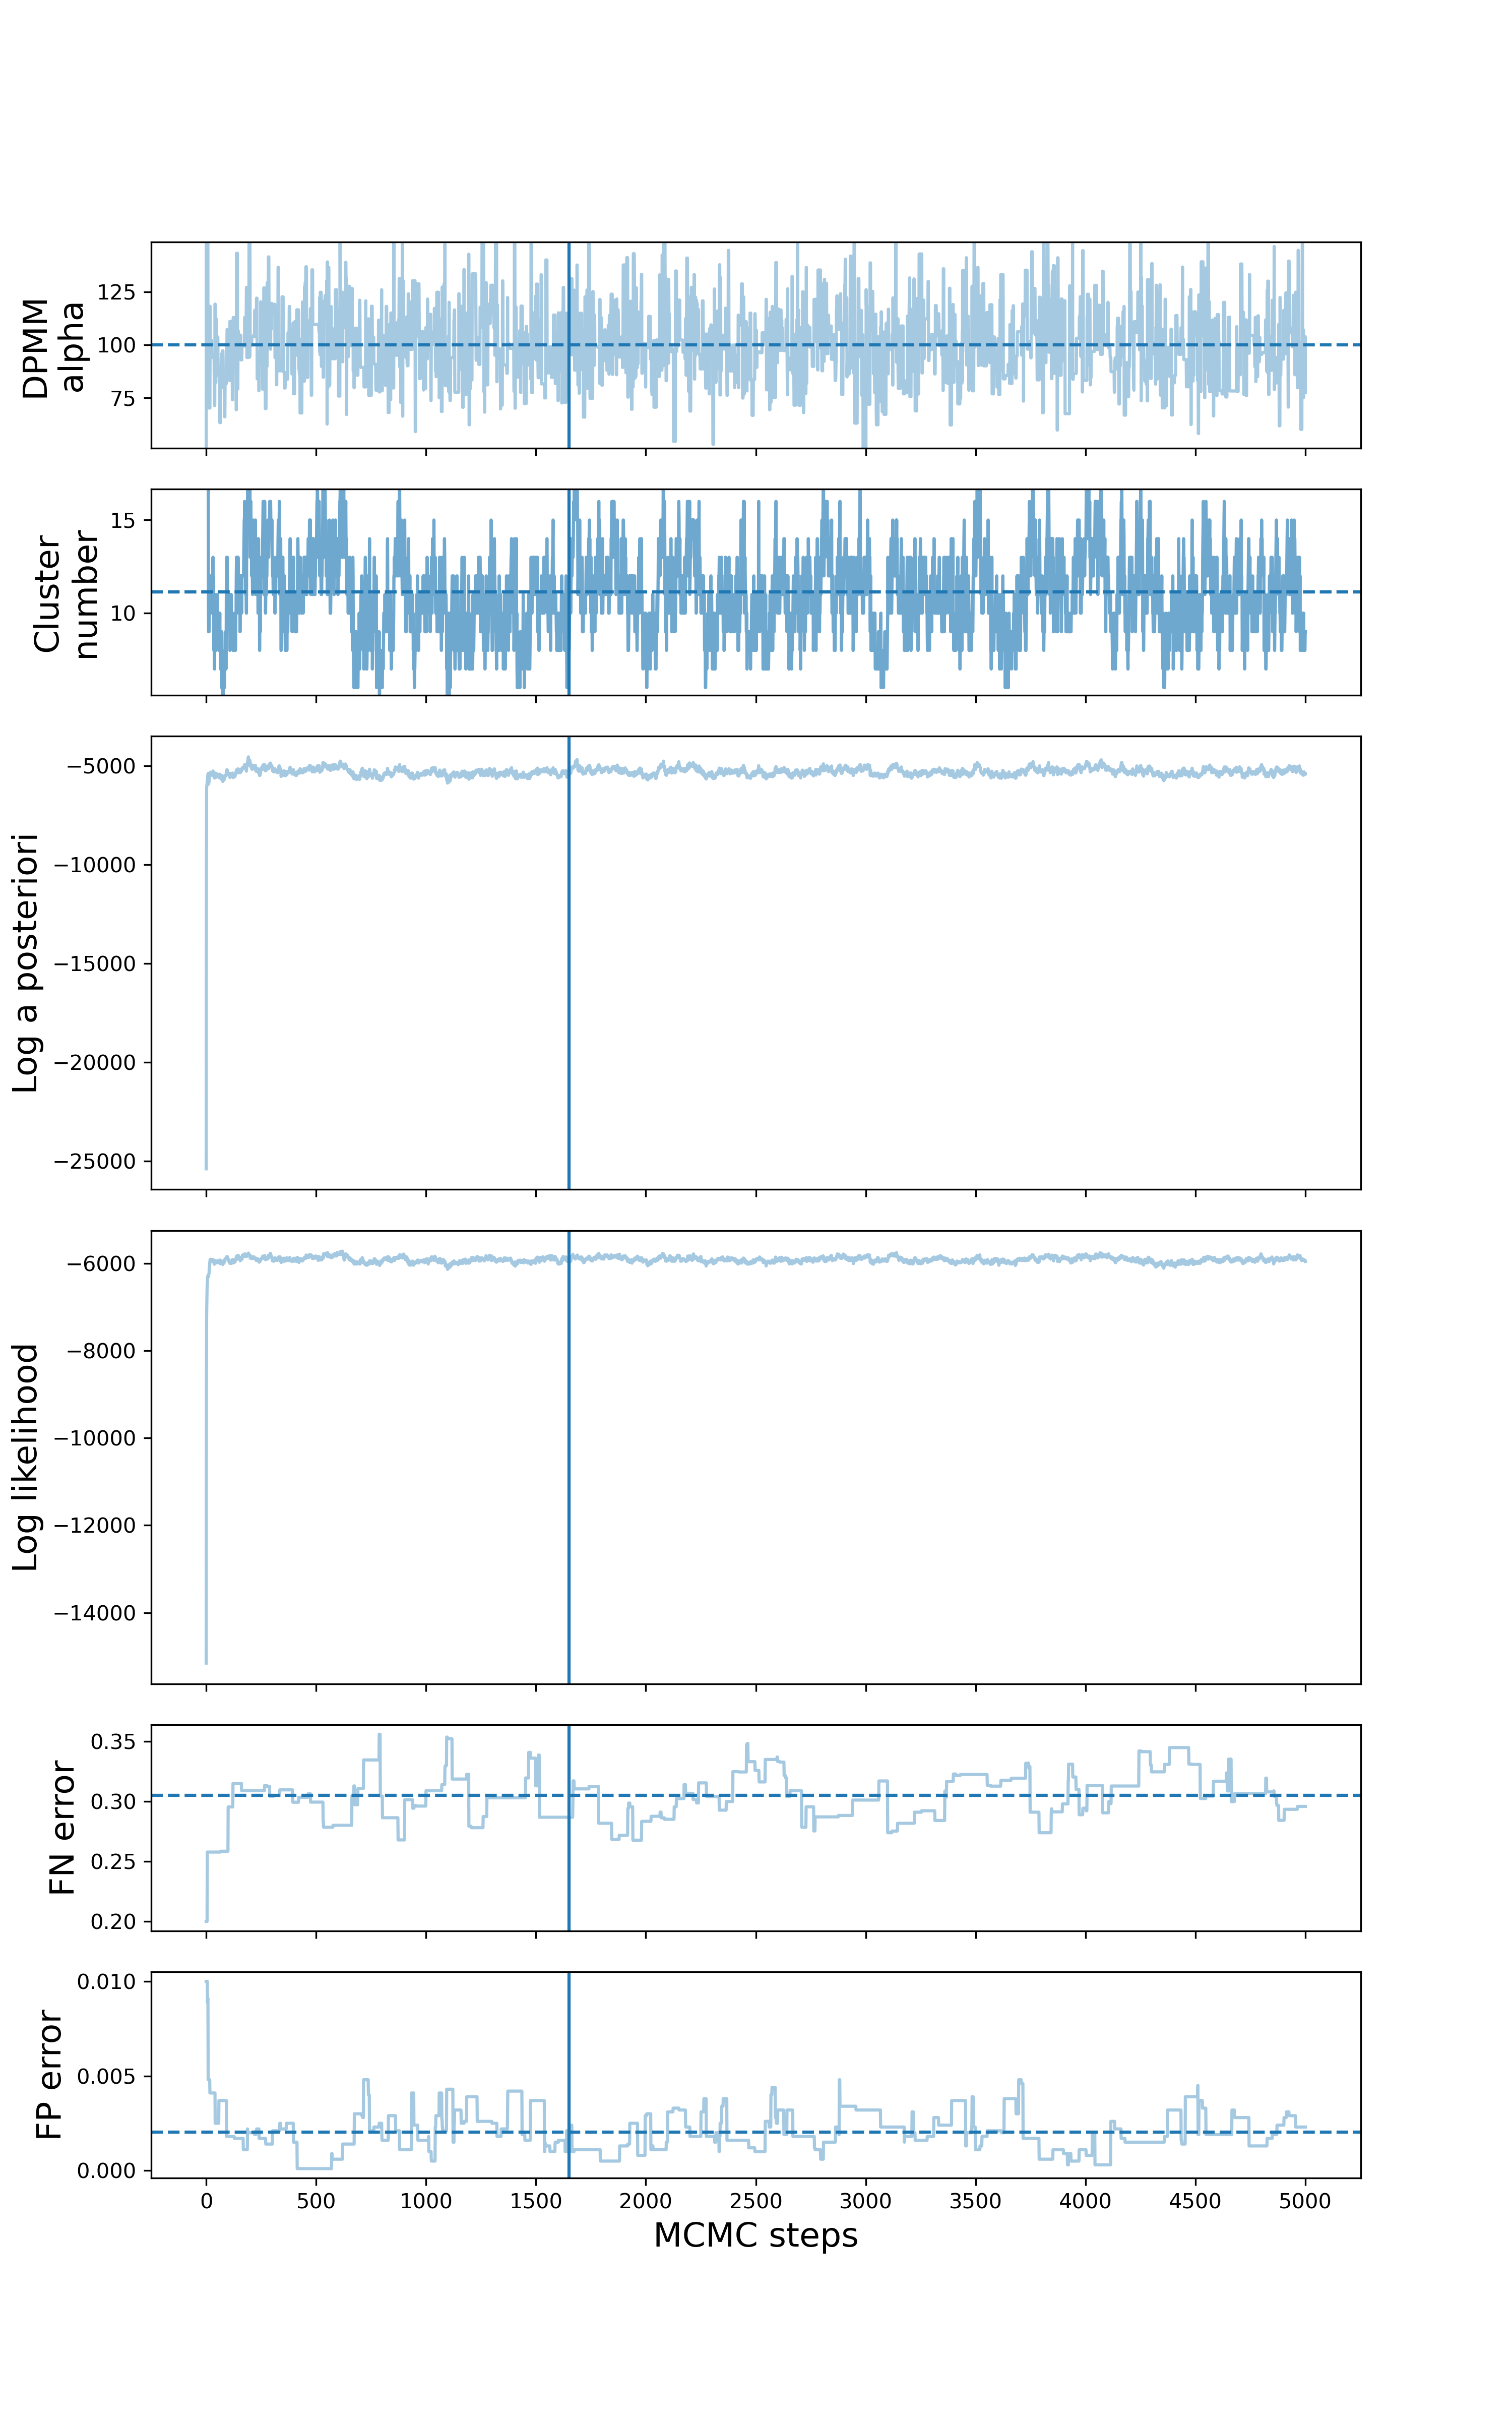 DPMM
alpha
125
100
75
Cluster
number
15
10
Log a posteriori
−5000
−10000
−15000
−20000
−25000
Log likelihood
−6000
−8000
−10000
−12000
−14000
FN error
0.35
0.30
0.25
0.20
FP error
0.010
0.005
0.000
0 500 1000 1500 2000 2500 3000 3500 4000 4500 5000
MCMC steps